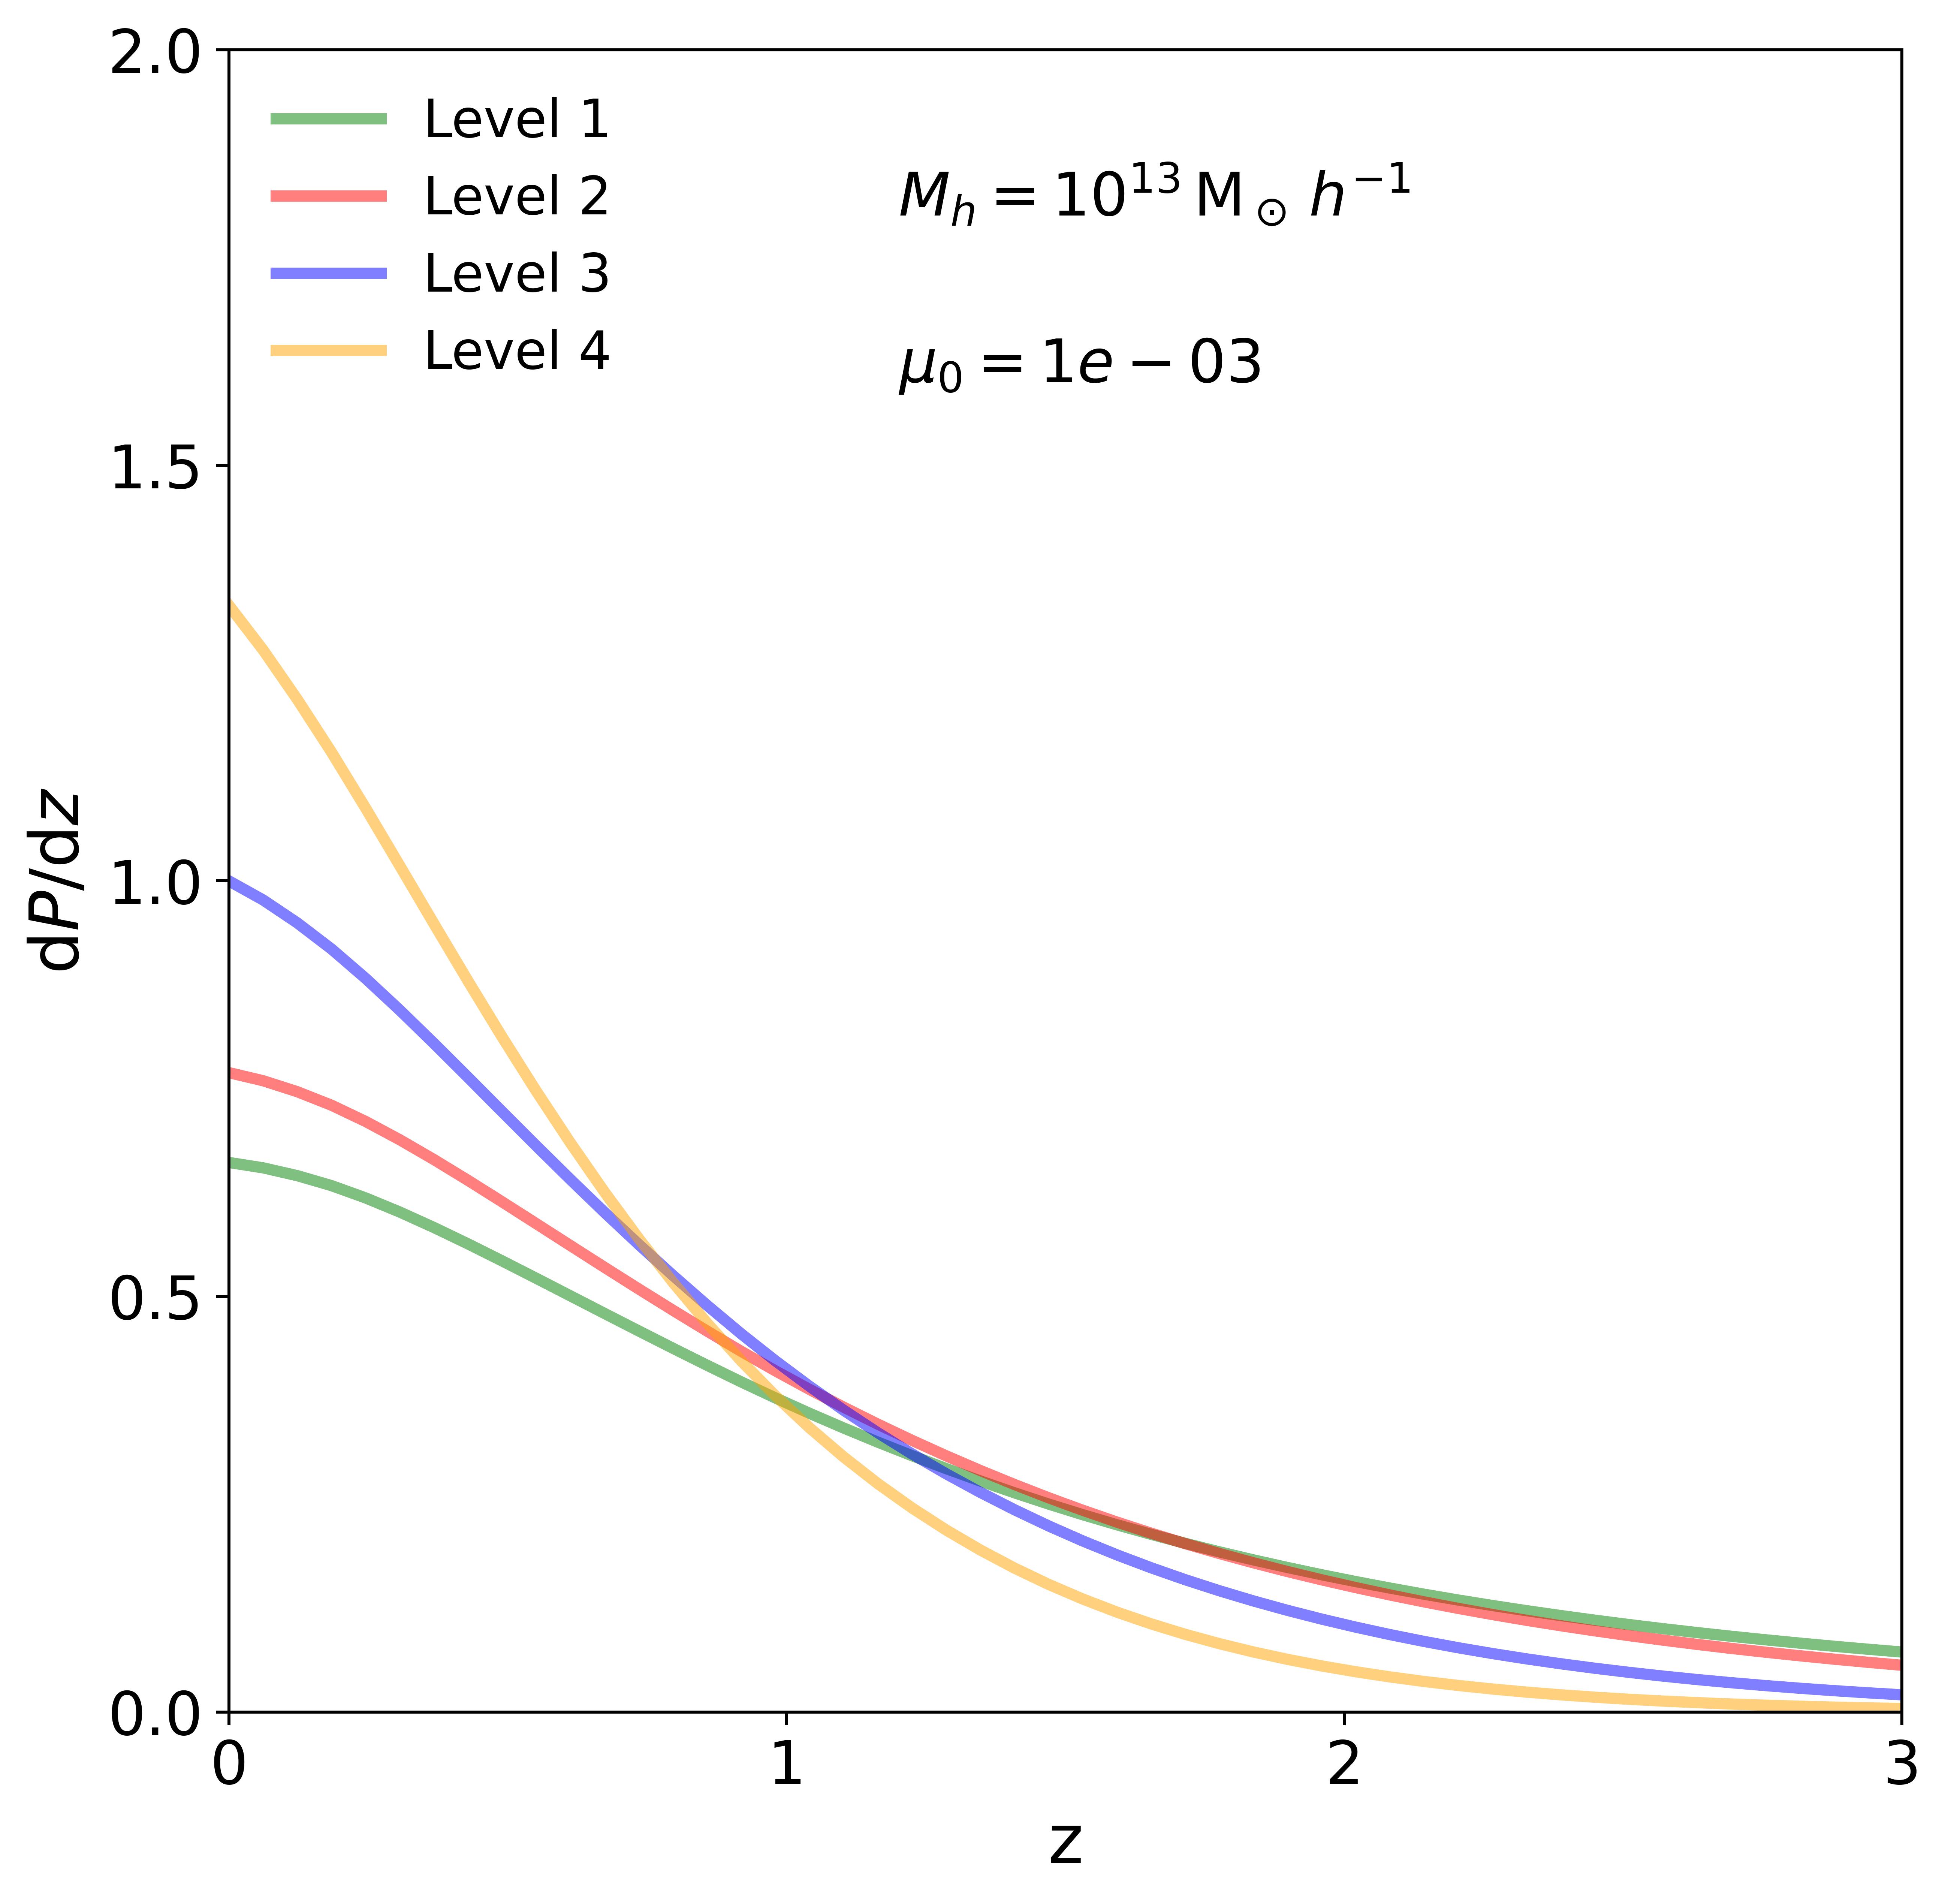 2.0
1.5
1.0
0.5
0.0
dP/dz
Level 1
Level 2
Level 3
Level 4
M_h = 10^{13} M_⊙ h^{-1}
μ_0 = 1e − 03
0 1 2 3
z